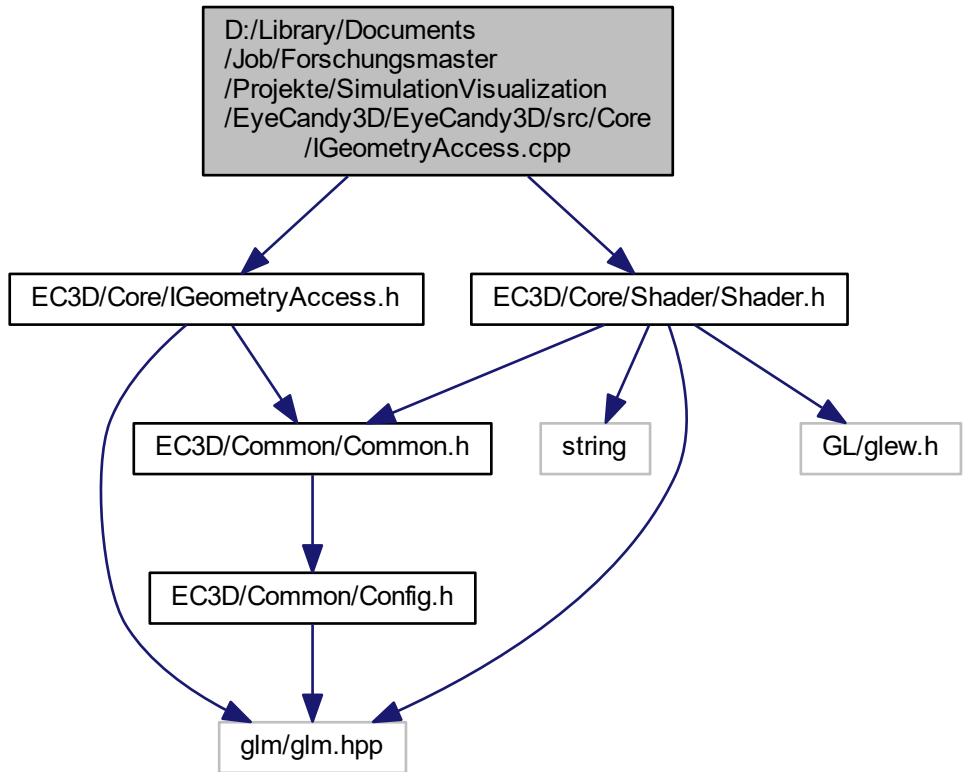 D:/Library/Documents
/Job/Forschungsmaster
/Projekte/SimulationVisualization
/EyeCandy3D/EyeCandy3D/src/Core
/IGeometryAccess.cpp
EC3D/Core/IGeometryAccess.h
EC3D/Core/Shader/Shader.h
EC3D/Common/Common.h
string
GL/glew.h
EC3D/Common/Config.h
glm/glm.hpp